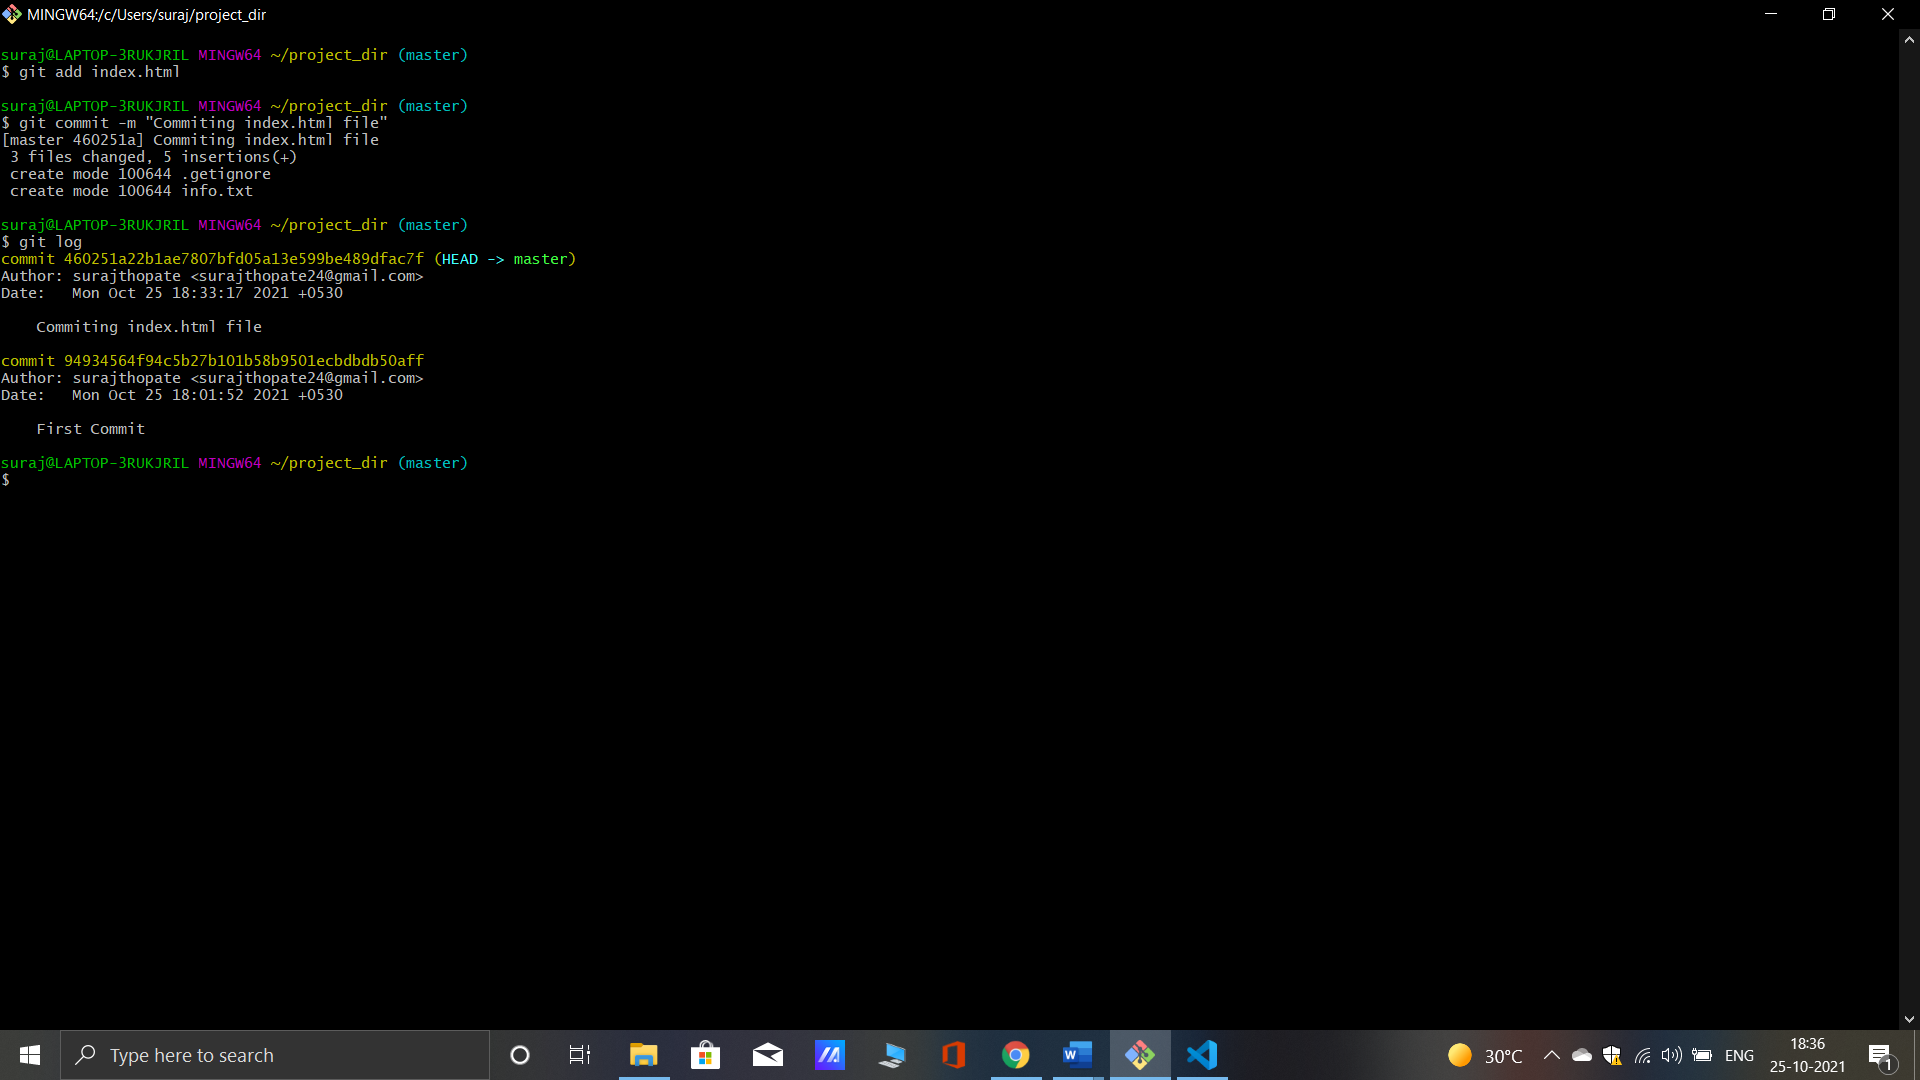 MINGW64:/c/Users/suraj/project_dir
suraj@LAPTOP-3RUKJRIL MINGW64 ~/project_dir (master)
$ git add index.html
suraj@LAPTOP-3RUKJRIL MINGW64 ~/project_dir (master)
$ git commit -m "Commiting index.html file"
[master 460251a] Commiting index.html file
 3 files changed, 5 insertions(+)
 create mode 100644 .getignore
 create mode 100644 info.txt
suraj@LAPTOP-3RUKJRIL MINGW64 ~/project_dir (master)
$ git log
commit 460251a22b1ae7807bfd05a13e599be489dfac7f (HEAD -> master)
Author: surajthopate <surajthopate24@gmail.com>
Date:   Mon Oct 25 18:33:17 2021 +0530
    Commiting index.html file
commit 94934564f94c5b27b101b58b9501ecbdbdb50aff
Author: surajthopate <surajthopate24@gmail.com>
Date:   Mon Oct 25 18:01:52 2021 +0530
    First Commit
suraj@LAPTOP-3RUKJRIL MINGW64 ~/project_dir (master)
$
Type here to search
W
30°C
ENG
18:36
25-10-2021
1